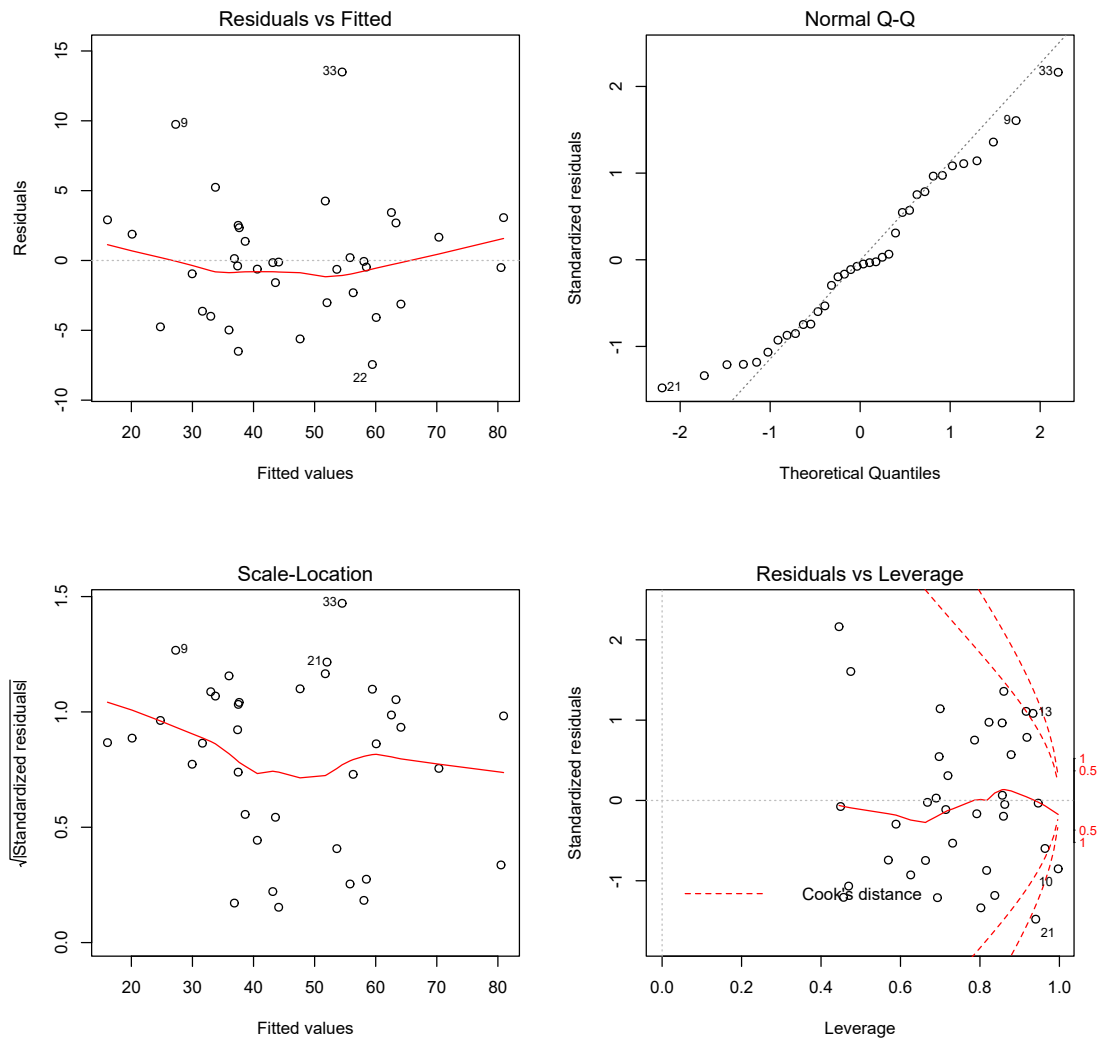 Residuals vs Fitted
15
10
5
0
-5
-10
Residuals
33
9
22
20 30 40 50 60 70 80
Fitted values
Normal Q-Q
2
1
0
-1
Standardized residuals
33
9
21
-2 -1 0 1 2
Theoretical Quantiles
Scale-Location
1.5
1.0
0.5
0.0
√|Standardized residuals|
33
9
21
20 30 40 50 60 70 80
Fitted values
Residuals vs Leverage
2
1
0
-1
Standardized residuals
13
1
0.5
0.5
1
10
Cook's distance
21
0.0 0.2 0.4 0.6 0.8 1.0
Leverage